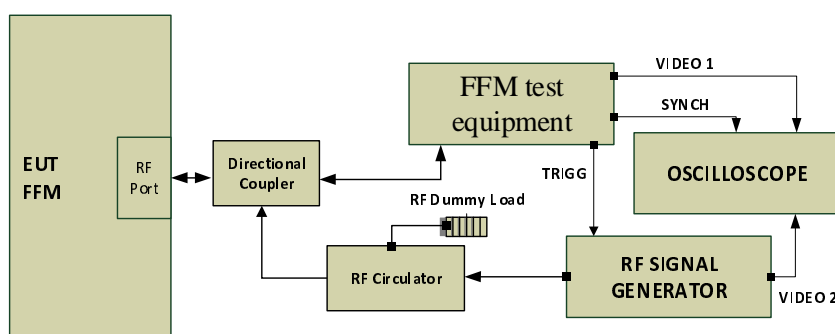 VIDEO 1
FFM test
equipment
SYNCH
EUT
FFM
RF
Port
Directional
Coupler
TRIGG
OSCILLOSCOPE
RF Dummy Load
RF Circulator
RF SIGNAL
GENERATOR
VIDEO 2